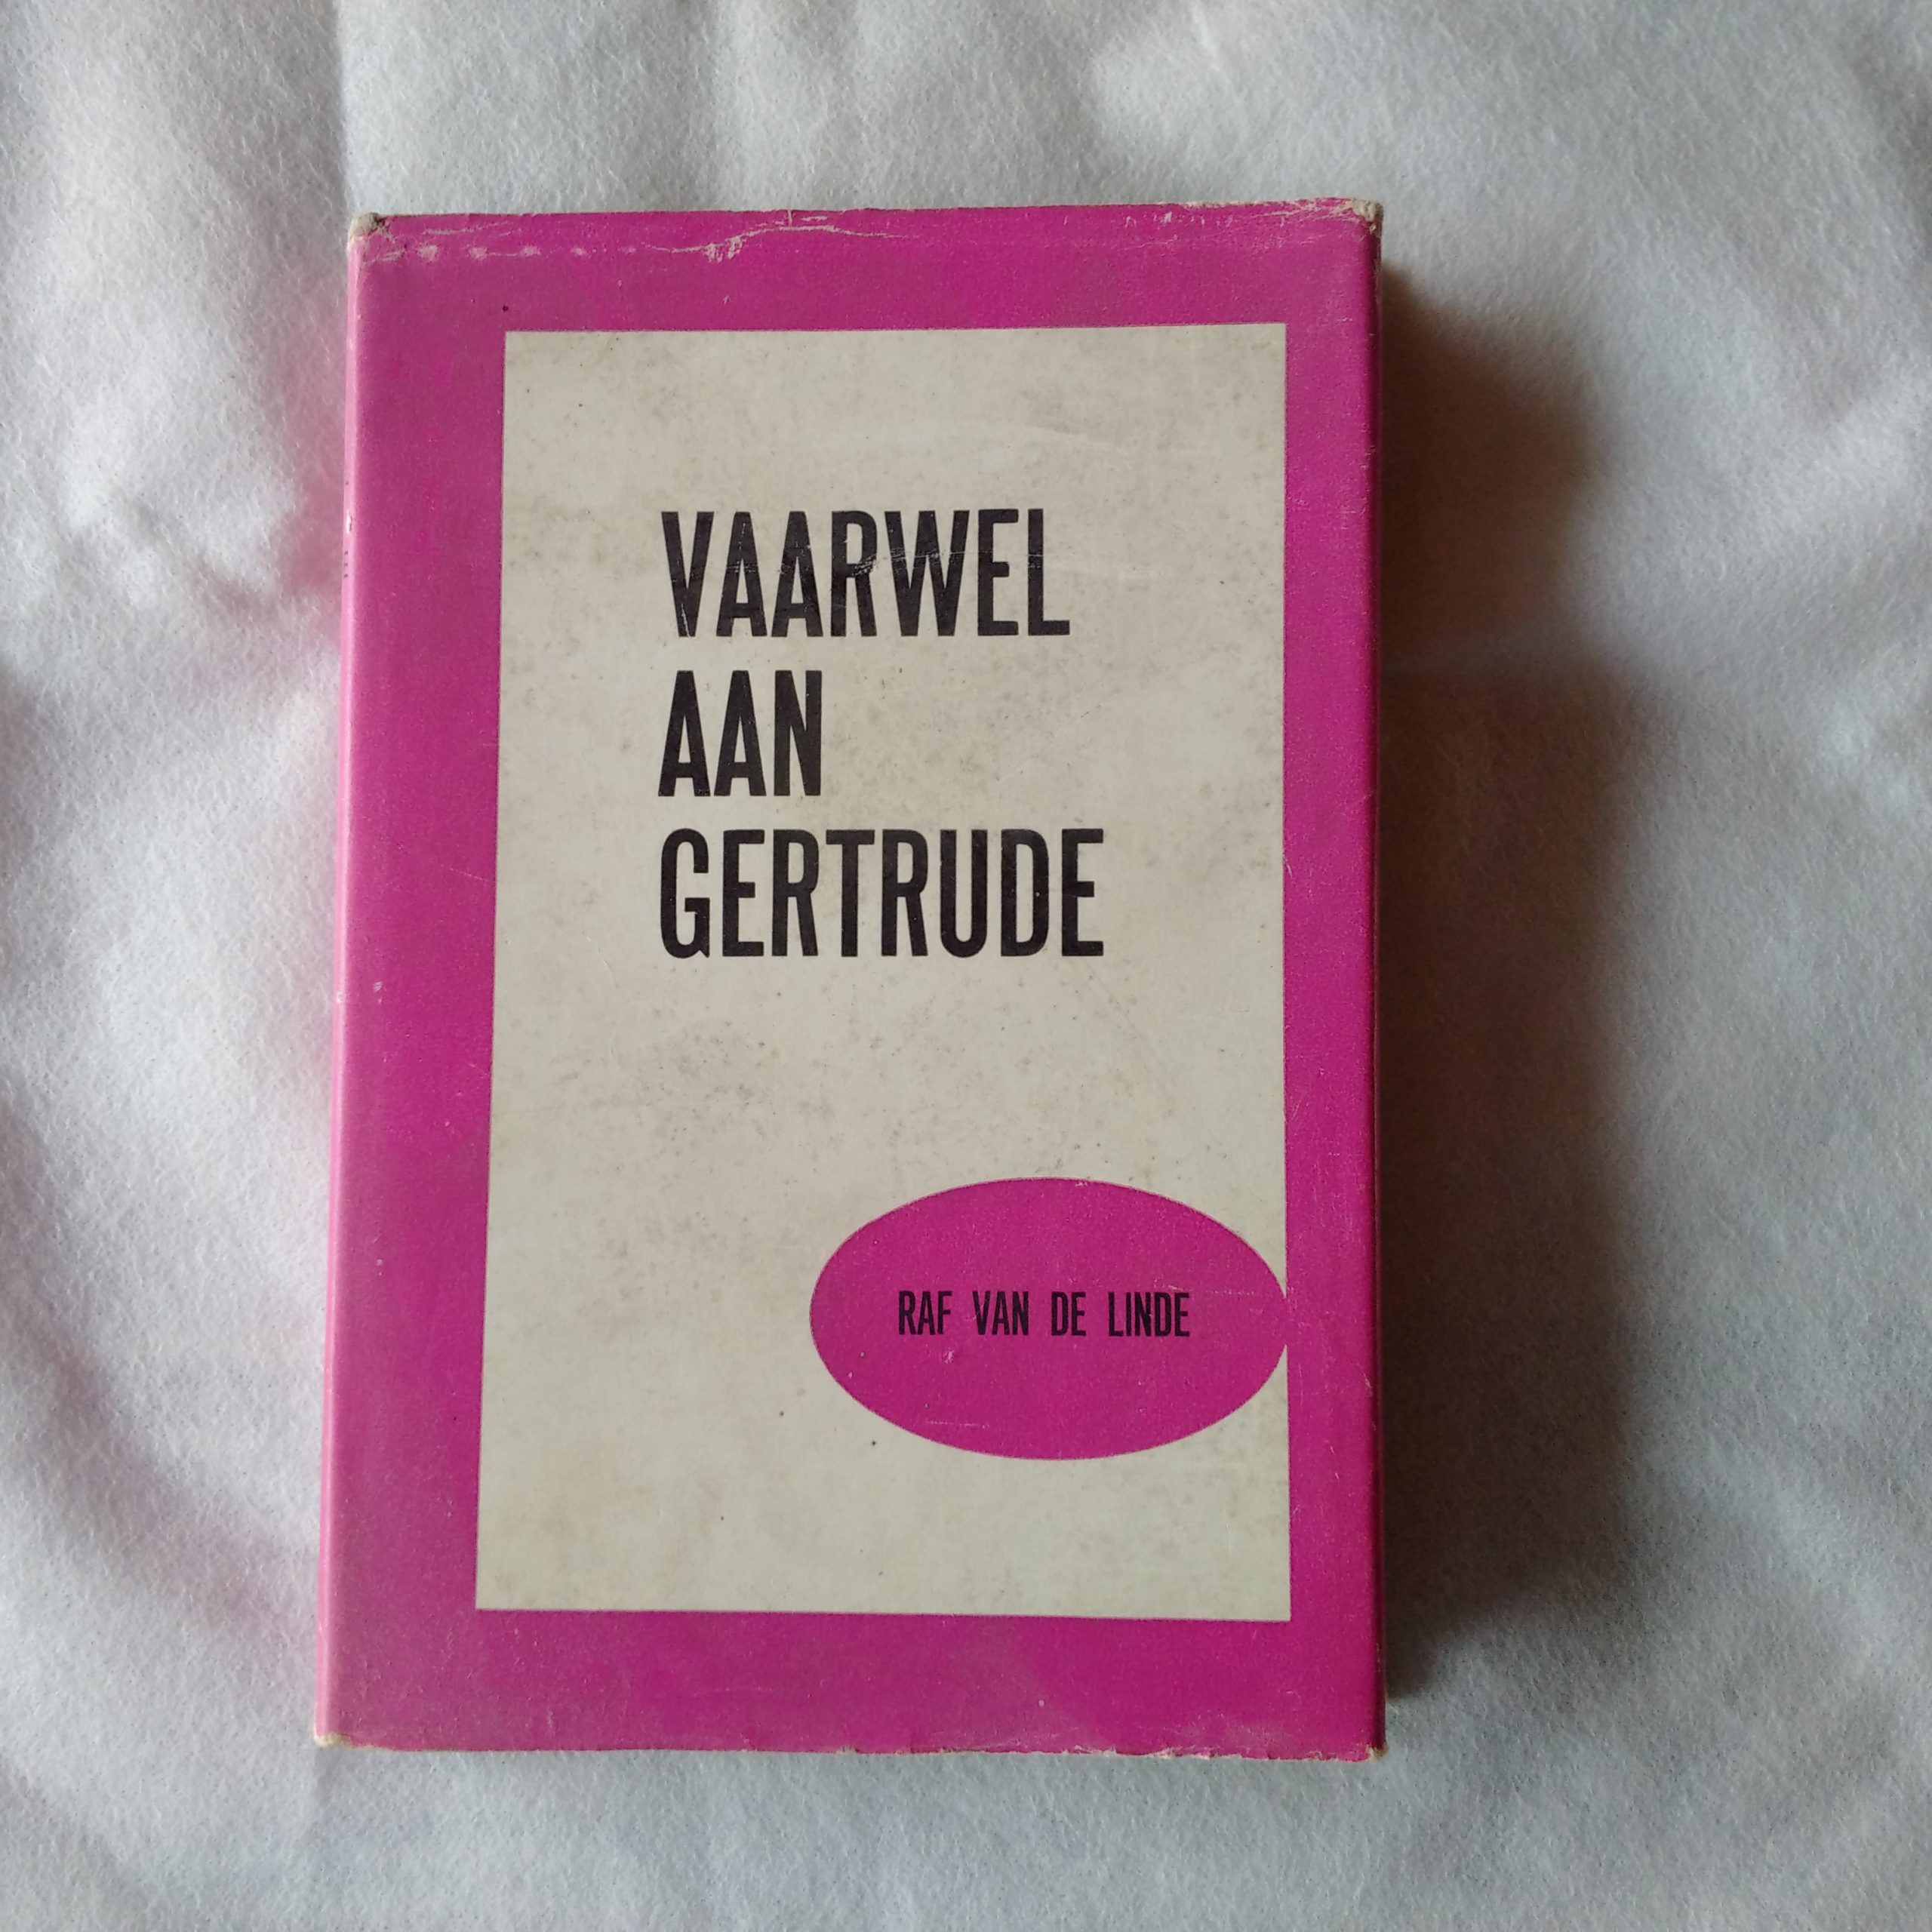 VAARWEL
AAN
GERTRUDE
RAF VAN DE LINDE